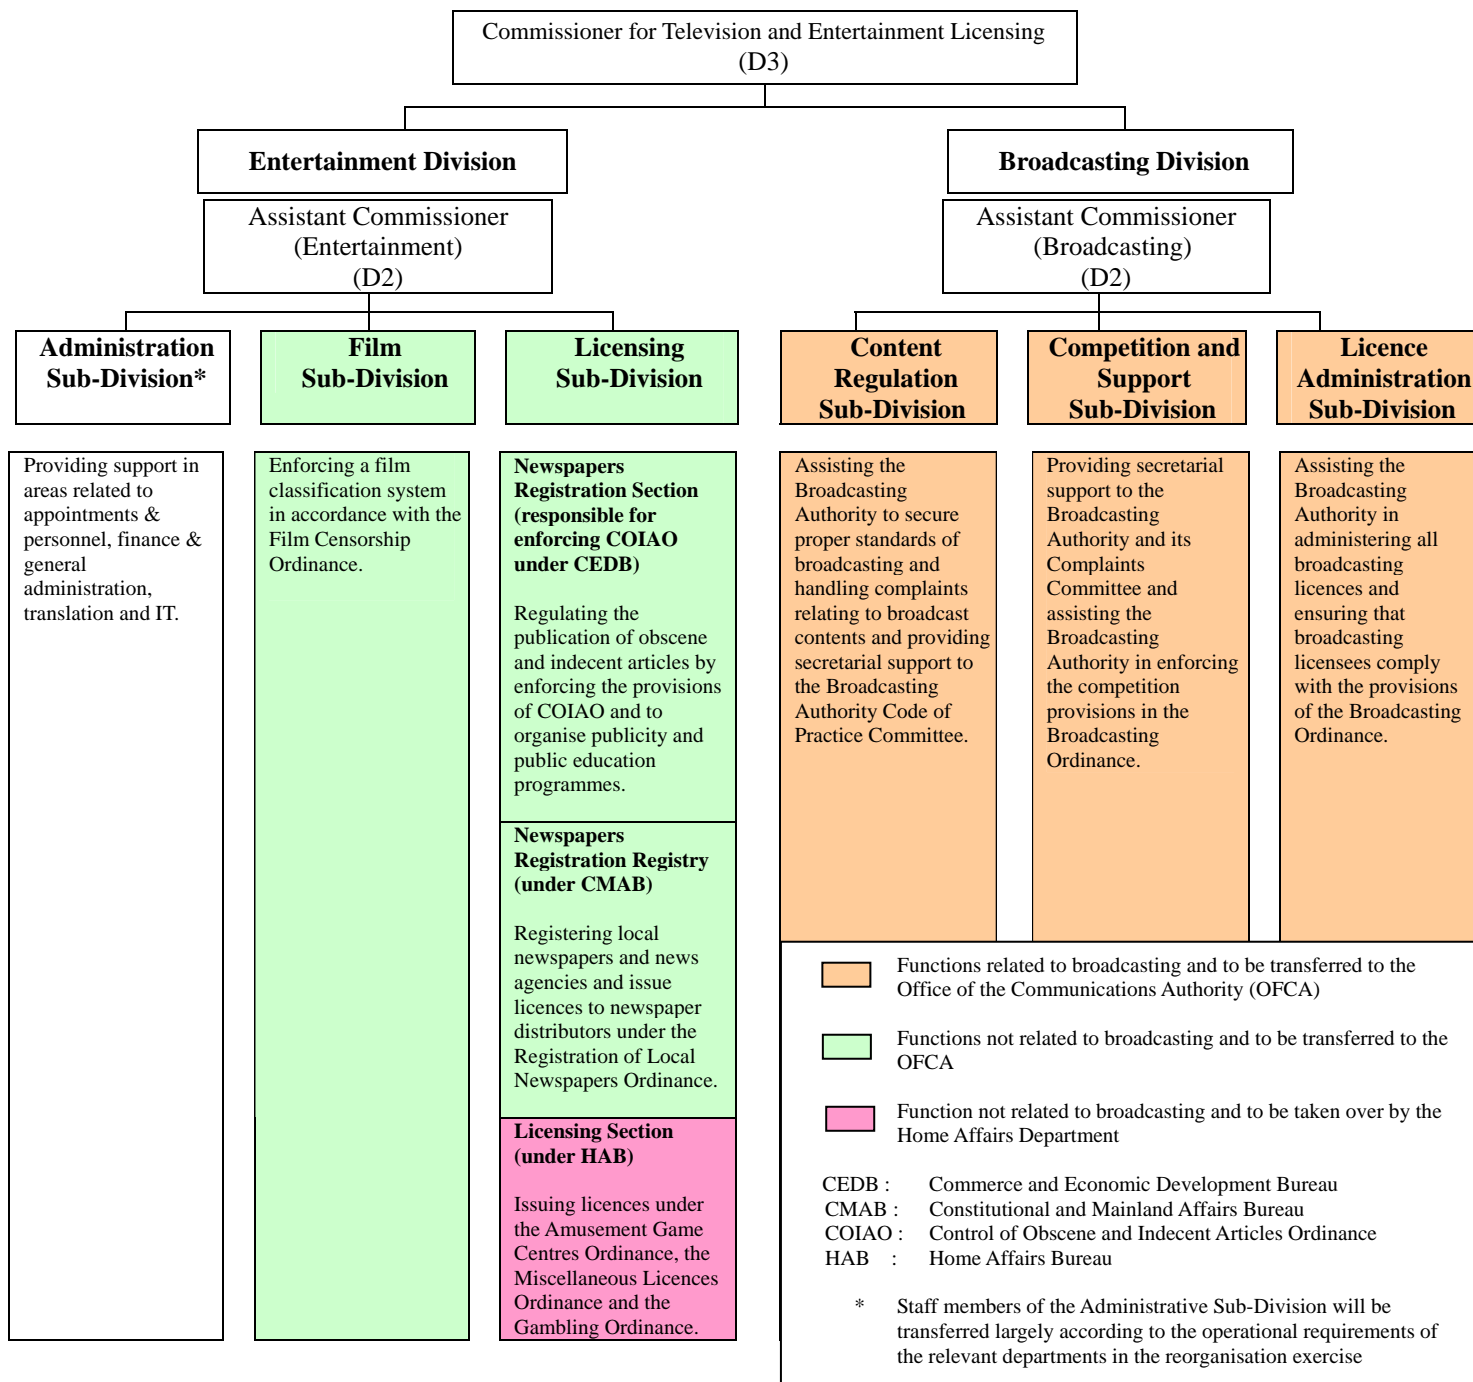 Commissioner for Television and Entertainment Licensing
(D3)
Entertainment Division
Broadcasting Division
Assistant Commissioner
(Entertainment)
(D2)
Assistant Commissioner
(Broadcasting)
(D2)
Administration
Sub-Division*
Film
Sub-Division
Licensing
Sub-Division
Content
Regulation
Sub-Division
Competition and
Support
Sub-Division
Licence
Administration
Sub-Division
Providing support in
areas related to
appointments &
personnel, finance &
general
administration,
translation and IT.
Enforcing a film
classification system
in accordance with the
Film Censorship
Ordinance.
Newspapers
Registration Section
(responsible for
enforcing COIAO
under CEDB)
Regulating the
publication of obscene
and indecent articles by
enforcing the provisions
of COIAO and to
organise publicity and
public education
programmes.
Newspapers
Registration Registry
(under CMAB)
Registering local
newspapers and news
agencies and issue
licences to newspaper
distributors under the
Registration of Local
Newspapers Ordinance.
Licensing Section
(under HAB)
Issuing licences under
the Amusement Game
Centres Ordinance, the
Miscellaneous Licences
Ordinance and the
Gambling Ordinance.
Assisting the
Broadcasting
Authority to secure
proper standards of
broadcasting and
handling complaints
relating to broadcast
contents and providing
secretarial support to
the Broadcasting
Authority Code of
Practice Committee.
Providing secretarial
support to the
Broadcasting
Authority and its
Complaints
Committee and
assisting the
Broadcasting
Authority in enforcing
the competition
provisions in the
Broadcasting
Ordinance.
Assisting the
Broadcasting
Authority in
administering all
broadcasting
licences and
ensuring that
broadcasting
licensees comply
with the provisions
of the Broadcasting
Ordinance.
Functions related to broadcasting and to be transferred to the
Office of the Communications Authority (OFCA)
Functions not related to broadcasting and to be transferred to the
OFCA
Function not related to broadcasting and to be taken over by the
Home Affairs Department
CEDB : Commerce and Economic Development Bureau
CMAB : Constitutional and Mainland Affairs Bureau
COIAO : Control of Obscene and Indecent Articles Ordinance
HAB : Home Affairs Bureau
* Staff members of the Administrative Sub-Division will be
transferred largely according to the operational requirements of
the relevant departments in the reorganisation exercise